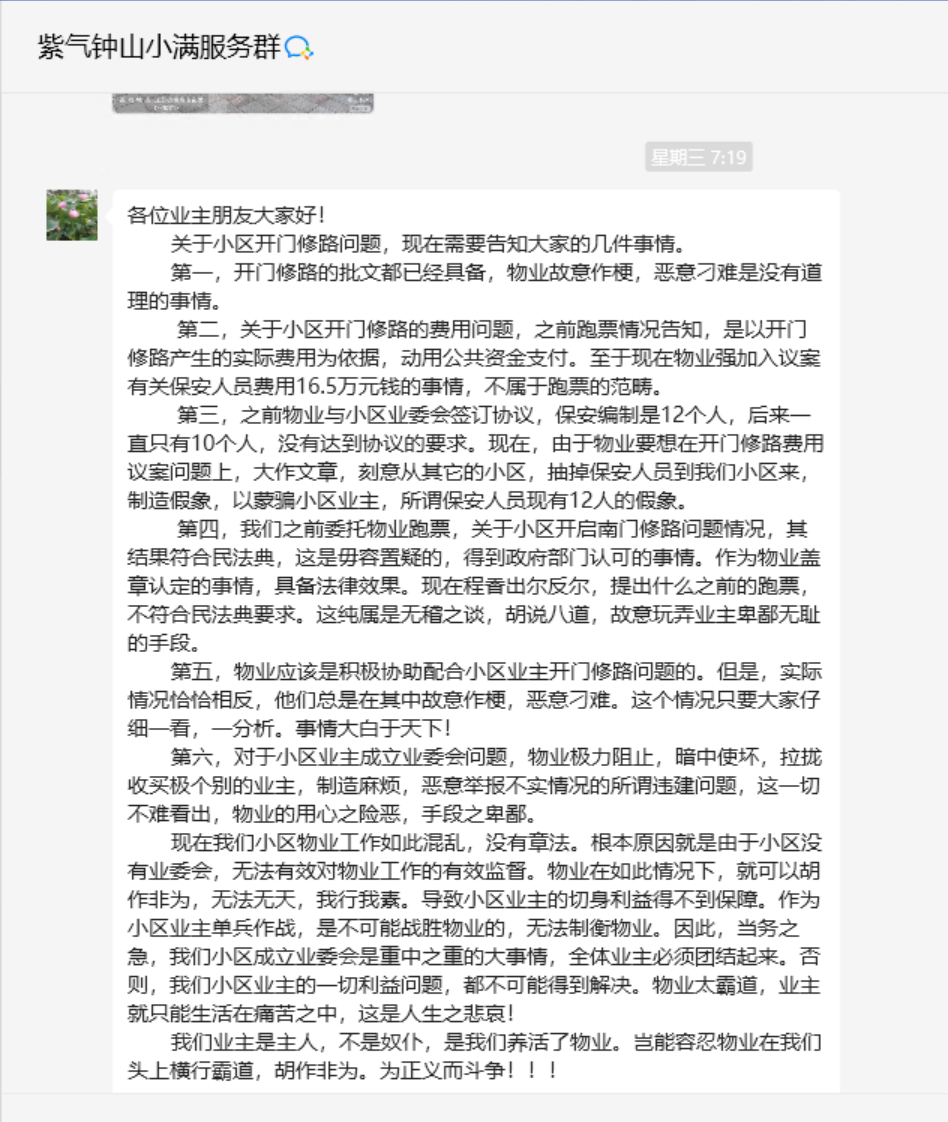 紫气钟山小满服务群
星期三 7:19
各位业主朋友大家好！
关于小区开门修路问题，现在需要告知大家的几件事情。
第一，开门修路的批文都已经具备，物业故意作梗，恶意刁难是没有道
理的事情。
第二，关于小区开门修路的费用问题，之前跑票情况告知，是以开门
修路产生的实际费用为依据，动用公共资金支付。至于现在物业强加入议案
有关保安人员费用16.5万元钱的事情，不属于跑票的范畴。
第三，之前物业与小区业委会签订协议，保安编制是12个人，后来一
直只有10个人，没有达到协议的要求。现在，由于物业要想在开门修路费用
议案问题上，大作文章，刻意从其它的小区，抽掉保安人员到我们小区来，
制造假象，以蒙骗小区业主，所谓保安人员现有12人的假象。
第四，我们之前委托物业跑票，关于小区开启南门修路问题情况，其
结果符合民法典，这是毋容置疑的，得到政府部门认可的事情。作为物业盖
章认定的事情，具备法律效果。现在程香出尔反尔，提出什么之前的跑票，
不符合民法典要求。这纯属是无稽之谈，胡说八道，故意玩弄业主卑鄙无耻
的手段。
第五，物业应该是积极协助配合小区业主开门修路问题的。但是，实际
情况恰恰相反，他们总是在其中故意作梗，恶意刁难。这个情况只要大家仔
细一看，一分析。事情大白于天下！
第六，对于小区业主成立业委会问题，物业极力阻止，暗中使坏，拉拢
收买极个别的业主，制造麻烦，恶意举报不实情况的所谓违建问题，这一切
不难看出，物业的用心之险恶，手段之卑鄙。
现在我们小区物业工作如此混乱，没有章法。根本原因就是由于小区没
有业委会，无法有效对物业工作的有效监督。物业在如此情况下，就可以胡
作非为，无法无天，我行我素。导致小区业主的切身利益得不到保障。作为
小区业主单兵作战，是不可能战胜物业的，无法制衡物业。因此，当务之
急，我们小区成立业委会是重中之重的大事情，全体业主必须团结起来。否
则，我们小区业主的一切利益问题，都不可能得到解决。物业太霸道，业主
就只能生活在痛苦之中，这是人生之悲哀！
我们业主是主人，不是奴仆，是我们养活了物业。岂能容忍物业在我们
头上横行霸道，胡作非为。为正义而斗争！！！